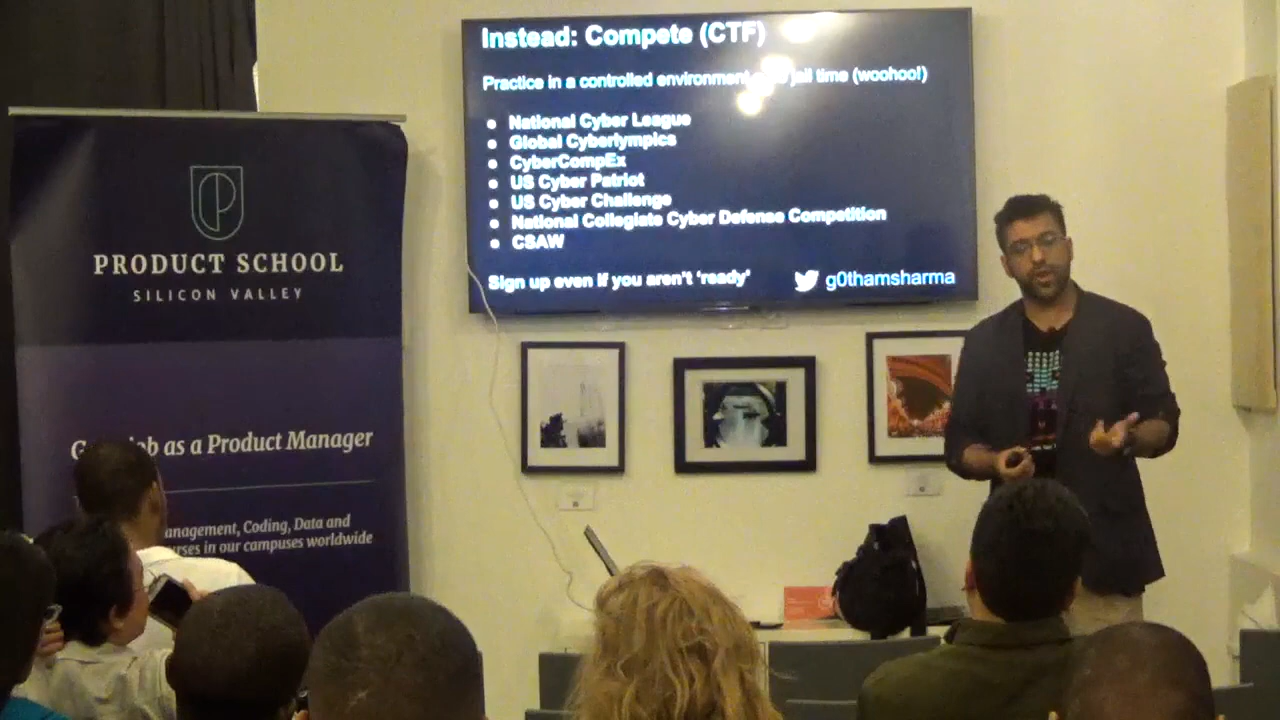 Instead: Compete (CTF)
Practice in a controlled environment jail time (woohoo!)
• National Cyber League
• Global Cyberlympics
• CyberCompEx
• US Cyber Patriot
• US Cyber Challenge
• National Collegiate Cyber Defense Competition
• CSAW
Sign up even if you aren't 'ready'
g0thamsharma
PRODUCT SCHOOL
SILICON VALLEY
as a Product Manager
Coding, Data and
in our campuses worldwide